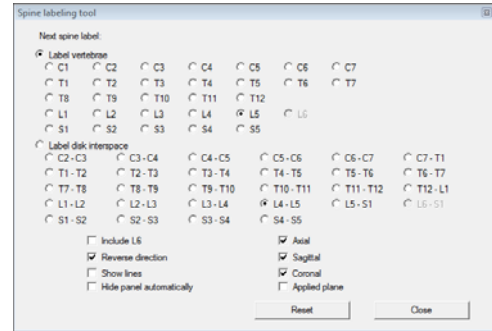 Spine labeling tool
Next spine label:
Label vertebrae
C1 C2 C3 C4 C5 C6 C7
T1 T2 T3 T4 T5 T6 T7
T8 T9 T10 T11 T12
L1 L2 L3 L4 L5 L6
S1 S2 S3 S4 S5
Label disk interspace
C2 - C3 C3 - C4 C4 - C5 C5 - C6 C6 - C7 C7 - T1
T1 - T2 T2 - T3 T3 - T4 T4 - T5 T5 - T6 T6 - T7
T7 - T8 T8 - T9 T9 - T10 T10 - T11 T11 - T12 T12 - L1
L1 - L2 L2 - L3 L3 - L4 L4 - L5 L5 - S1 L6 - S1
S1 - S2 S2 - S3 S3 - S4 S4 - S5
Include L6 Axial
Reverse direction Sagittal
Show lines Coronal
Hide panel automatically Applied plane
Reset Close